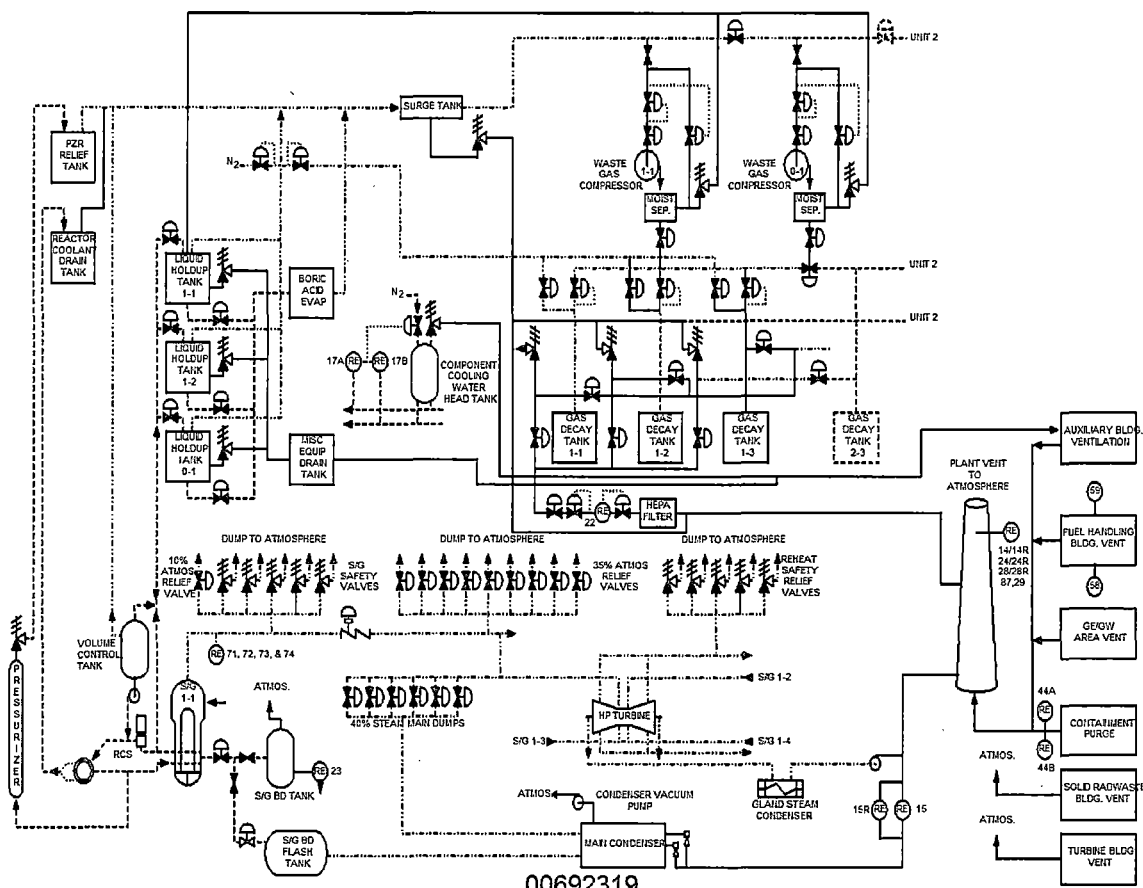 UNIT 2
SURGE TANK
PZR
RELIEF
TANK
N2
WASTE
GAS
COMPRESSOR
1-1
WASTE
GAS
COMPRESSOR
0-1
MOIST
SEP.
MOIST
SEP.
REACTOR
COOLANT
DRAIN
TANK
LIQUID
HOLDUP
TANK
1-1
BORIC
ACID
EVAP
UNIT 2
N2
UNIT 2
LIQUID
HOLDUP
TANK
1-2
17A
RE
RE
17B
COMPONENT
COOLING
WATER
HEAD TANK
LIQUID
HOLDUP
TANK
0-1
MISC
EQUIP
DRAIN
TANK
GAS
DECAY
TANK
1-1
GAS
DECAY
TANK
1-2
GAS
DECAY
TANK
1-3
GAS
DECAY
TANK
2-3
AUXILIARY BLDG.
VENTILATION
PLANT VENT
TO
ATMOSPHERE
RE
22
HEPA
FILTER
59
FUEL HANDLING
BLDG. VENT
58
RE
14/14R
24/24R
28/28R
87,29
DUMP TO ATMOSPHERE
DUMP TO ATMOSPHERE
DUMP TO ATMOSPHERE
10%
ATMOS
RELIEF
VALVE
S/G
SAFETY
VALVES
35% ATMOS
RELIEF
VALVES
REHEAT
SAFETY
RELIEF
VALVES
GE/GW
AREA VENT
VOLUME
CONTROL
TANK
RE
71, 72, 73, & 74
S/G
1-1
ATMOS.
40% STEAM MAIN DUMPS
S/G 1-2
HP TURBINE
S/G 1-3
S/G 1-4
44A
RE
RE
44B
CONTAINMENT
PURGE
PRESSURIZER
RCS
S/G BD TANK
RE
23
ATMOS
CONDENSER VACUUM
PUMP
GLAND STEAM
CONDENSER
15R
RE
RE
15
ATMOS.
SOLID RADWASTE
BLDG. VENT
S/G BD
FLASH
TANK
MAIN CONDENSER
ATMOS.
TURBINE BLDG
VENT
00692319